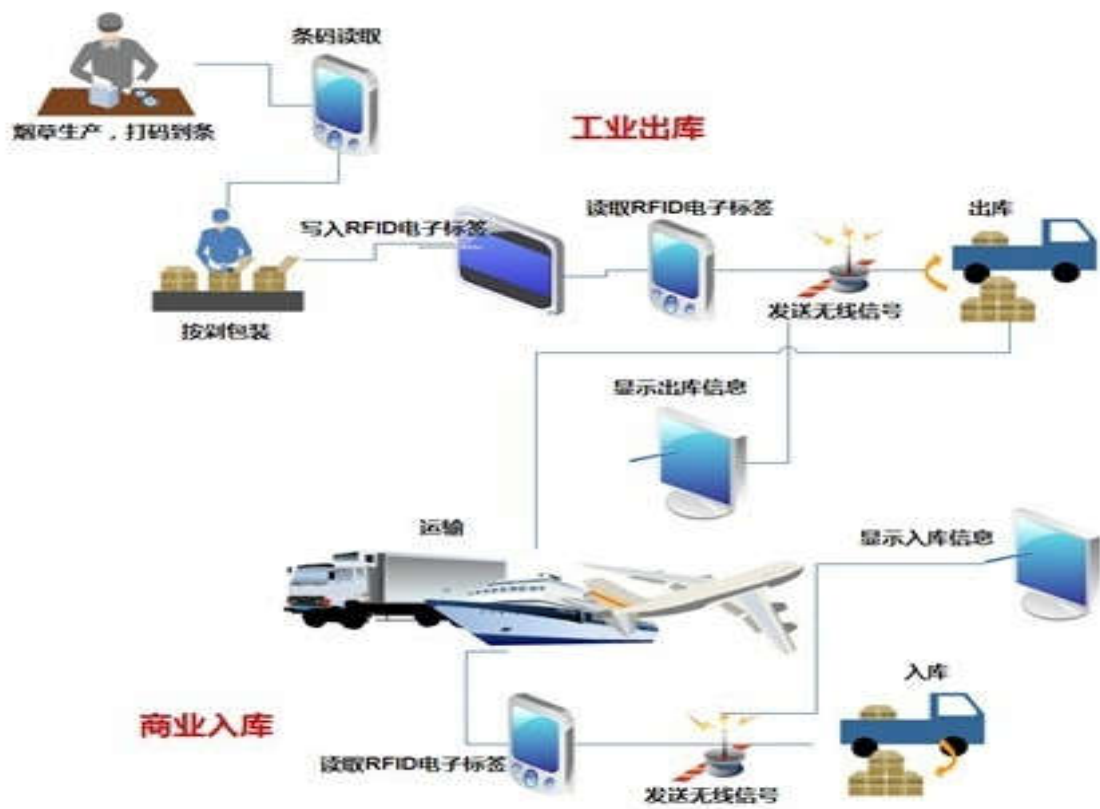 条码读取
烟草生产，打码到条
工业出库
写入RFID电子标签
读取RFID电子标签
出库
按剁包装
发送无线信号
显示出库信息
运输
显示入库信息
入库
商业入库
读取RFID电子标签
发送无线信号